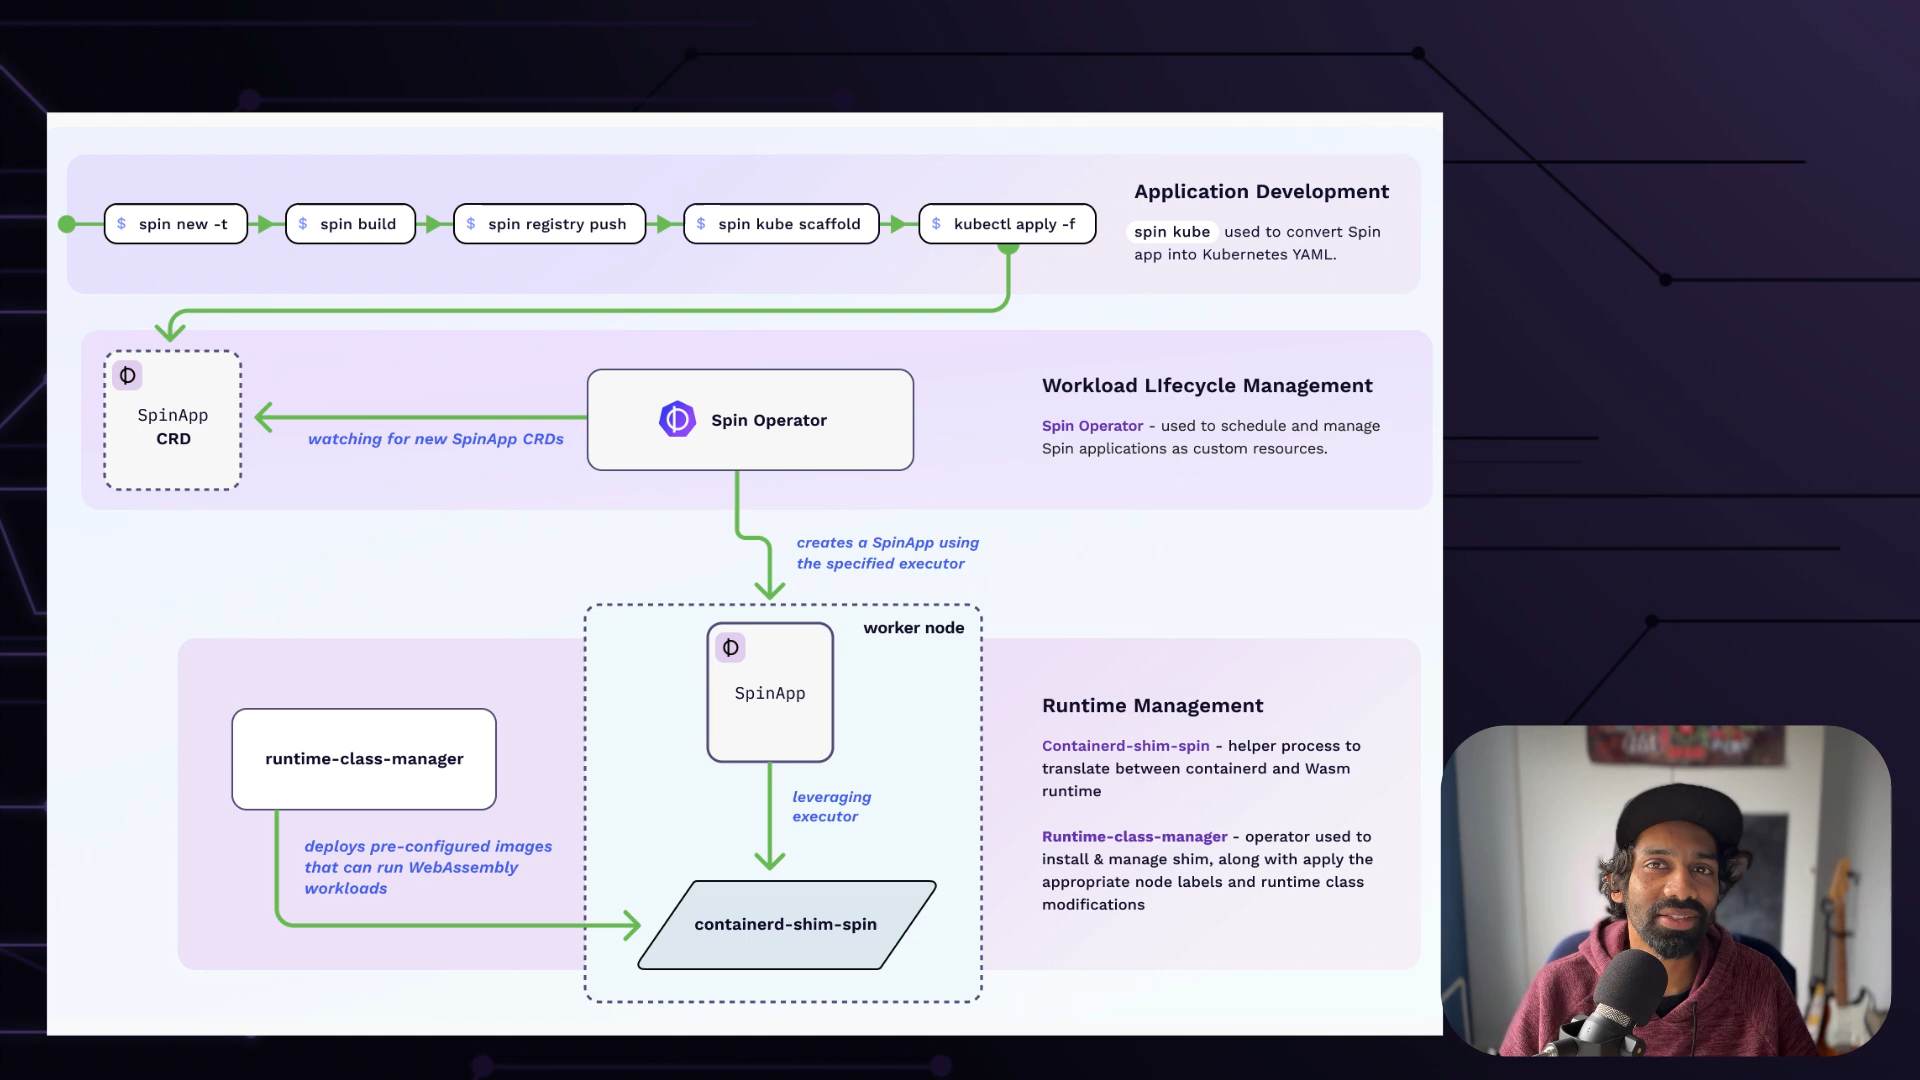 $ spin new -t
$ spin build
$ spin registry push
$ spin kube scaffold
$ kubectl apply -f
Application Development
spin kube used to convert Spin
app into Kubernetes YAML.
SpinApp
CRD
watching for new SpinApp CRDs
Spin Operator
Workload LIfecycle Management
Spin Operator - used to schedule and manage
Spin applications as custom resources.
creates a SpinApp using
the specified executor
worker node
SpinApp
runtime-class-manager
leveraging
executor
deploys pre-configured images
that can run WebAssembly
workloads
containerd-shim-spin
Runtime Management
Containerd-shim-spin - helper process to
translate between containerd and Wasm
runtime
Runtime-class-manager - operator used to
install & manage shim, along with apply the
appropriate node labels and runtime class
modifications